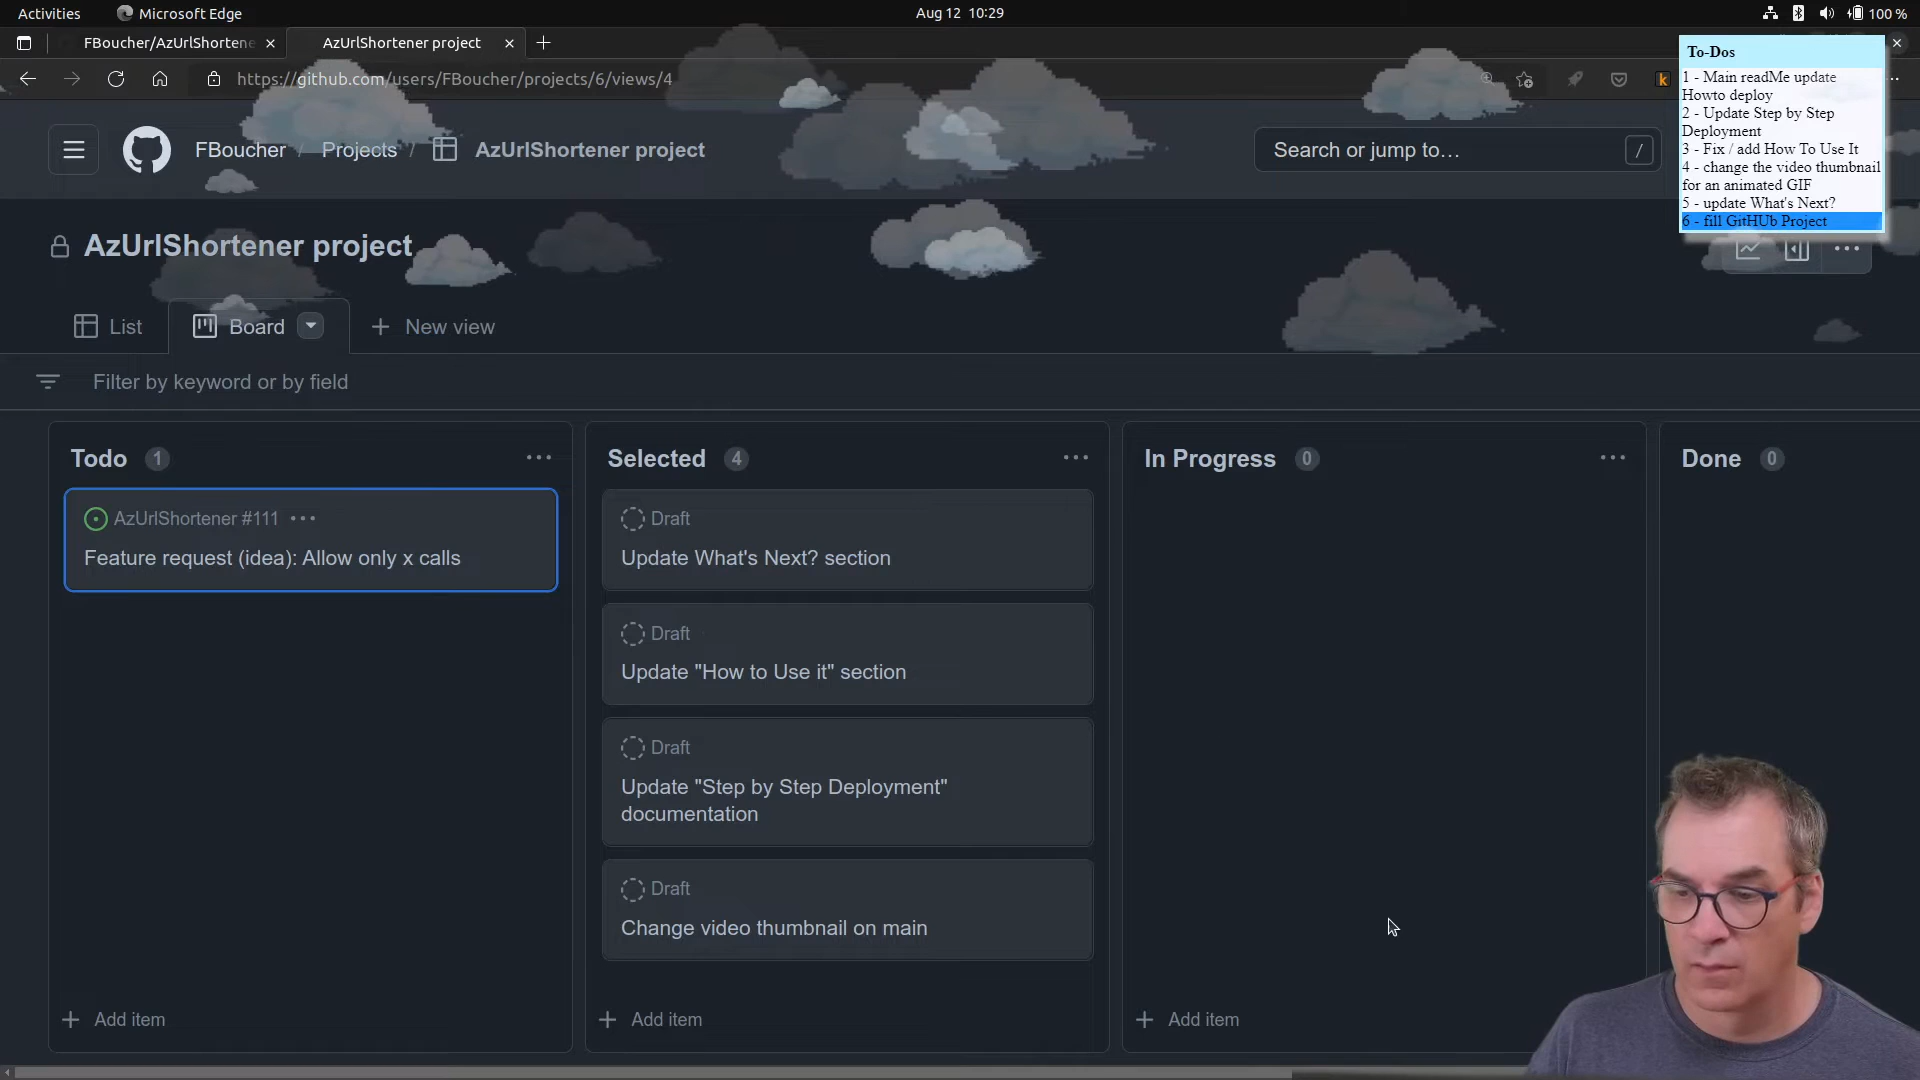 Activities
Microsoft Edge
Aug 12 10:29
100 %
FBoucher/AzUrlShortene
AzUrlShortener project
https://github.com/users/FBoucher/projects/6/views/4
To-Dos
1 - Main readMe update
Howto deploy
2 - Update Step by Step
Deployment
3 - Fix / add How To Use It
4 - change the video thumbnail
for an animated GIF
5 - update What's Next?
6 - fill GitHUb Project
FBoucher / Projects / AzUrlShortener project
Search or jump to… /
AzUrlShortener project
List
Board
New view
Filter by keyword or by field
Todo 1
AzUrlShortener #111
Feature request (idea): Allow only x calls
Add item
Selected 4
Draft
Update What's Next? section
Draft
Update "How to Use it" section
Draft
Update "Step by Step Deployment"
documentation
Draft
Change video thumbnail on main
Add item
In Progress 0
Add item
Done 0